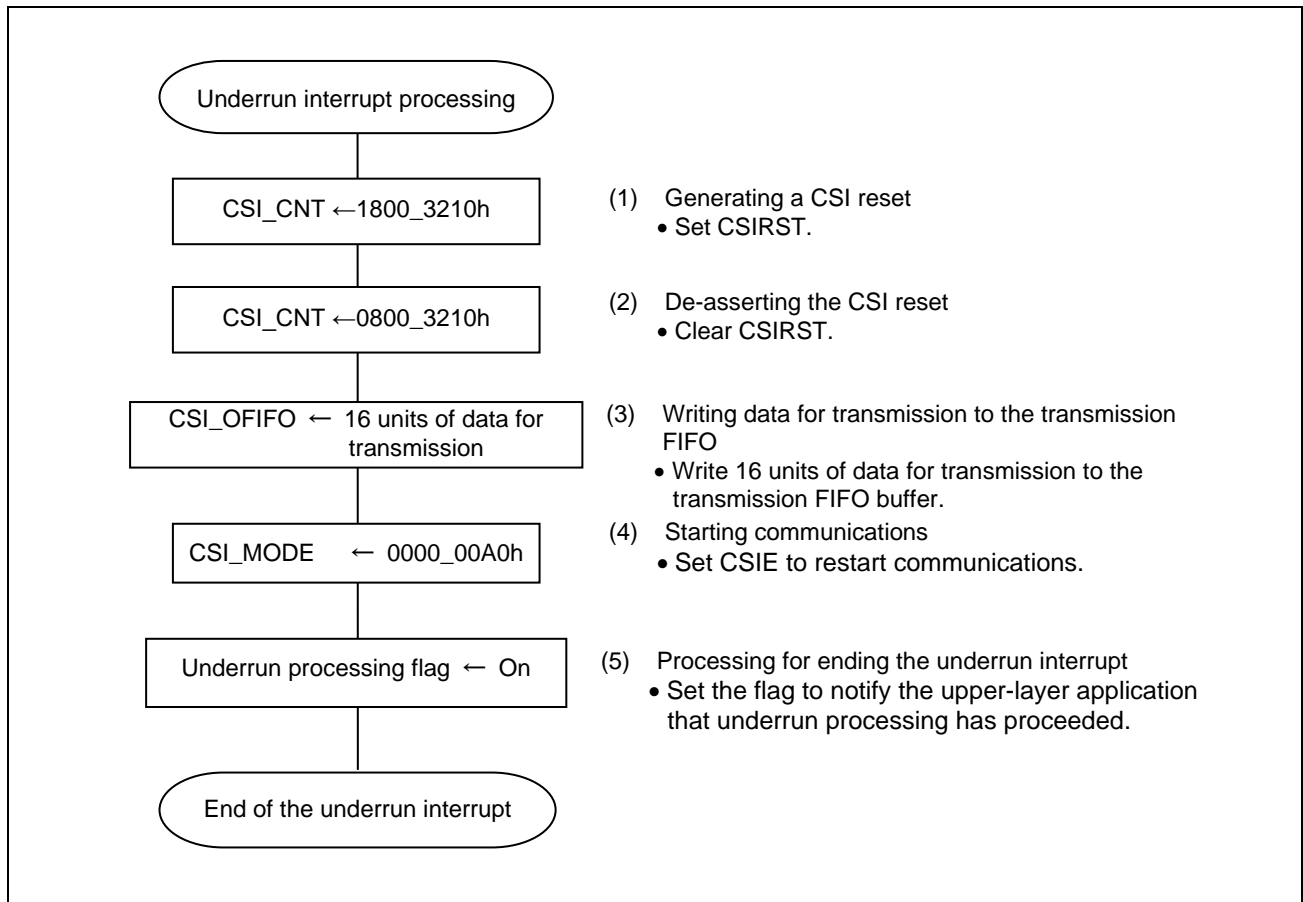 Underrun interrupt processing
CSI_CNT ←1800_3210h
(1) Generating a CSI reset
• Set CSIRST.
CSI_CNT ←0800_3210h
(2) De-asserting the CSI reset
• Clear CSIRST.
CSI_OFIFO ← 16 units of data for
transmission
(3) Writing data for transmission to the transmission
FIFO
• Write 16 units of data for transmission to the
transmission FIFO buffer.
CSI_MODE ← 0000_00A0h
(4) Starting communications
• Set CSIE to restart communications.
Underrun processing flag ← On
(5) Processing for ending the underrun interrupt
• Set the flag to notify the upper-layer application
that underrun processing has proceeded.
End of the underrun interrupt